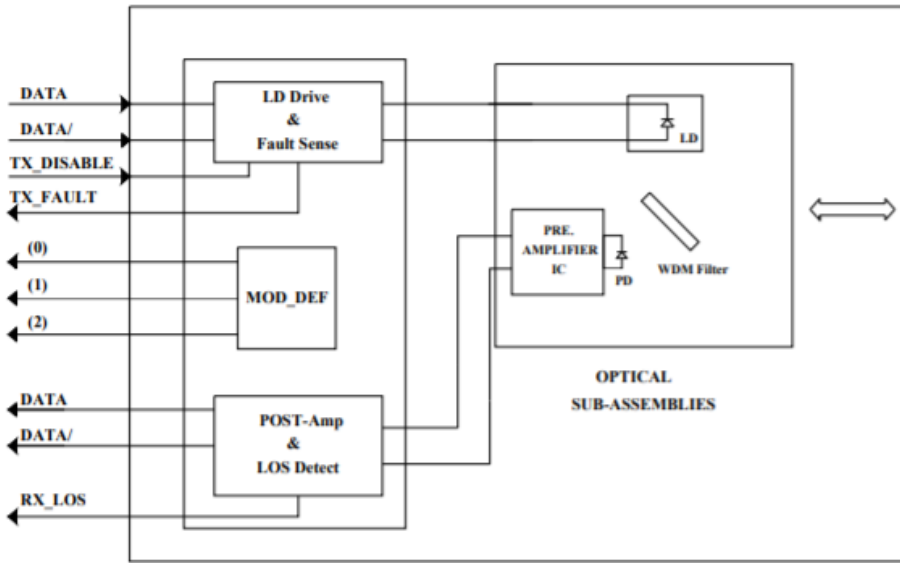 DATA
DATA/
TX_DISABLE
TX_FAULT
(0)
(1)
(2)
DATA
DATA/
RX_LOS
LD Drive
&
Fault Sense
MOD_DEF
POST-Amp
&
LOS Detect
LD
PRE.
AMPLIFIER
IC
PD
WDM Filter
OPTICAL
SUB-ASSEMBLIES